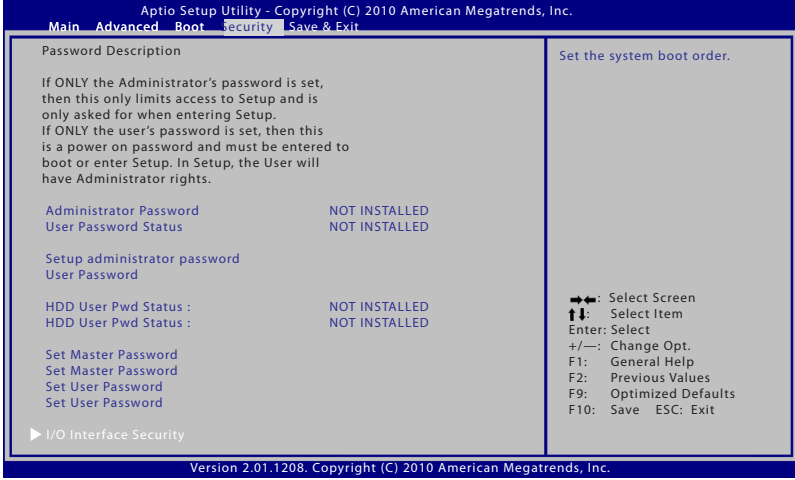 Aptio Setup Utility - Copyright (C) 2010 American Megatrends, Inc.
Main Advanced Boot Security Save & Exit
Password Description
If ONLY the Administrator's password is set,
then this only limits access to Setup and is
only asked for when entering Setup.
If ONLY the user's password is set, then this
is a power on password and must be entered to
boot or enter Setup. In Setup, the User will
have Administrator rights.
Administrator Password NOT INSTALLED
User Password Status NOT INSTALLED
Setup administrator password
User Password
HDD User Pwd Status : NOT INSTALLED
HDD User Pwd Status : NOT INSTALLED
Set Master Password
Set Master Password
Set User Password
Set User Password
I/O Interface Security
Set the system boot order.
→←: Select Screen
↑↓: Select Item
Enter: Select
+/—: Change Opt.
F1: General Help
F2: Previous Values
F9: Optimized Defaults
F10: Save ESC: Exit
Version 2.01.1208. Copyright (C) 2010 American Megatrends, Inc.